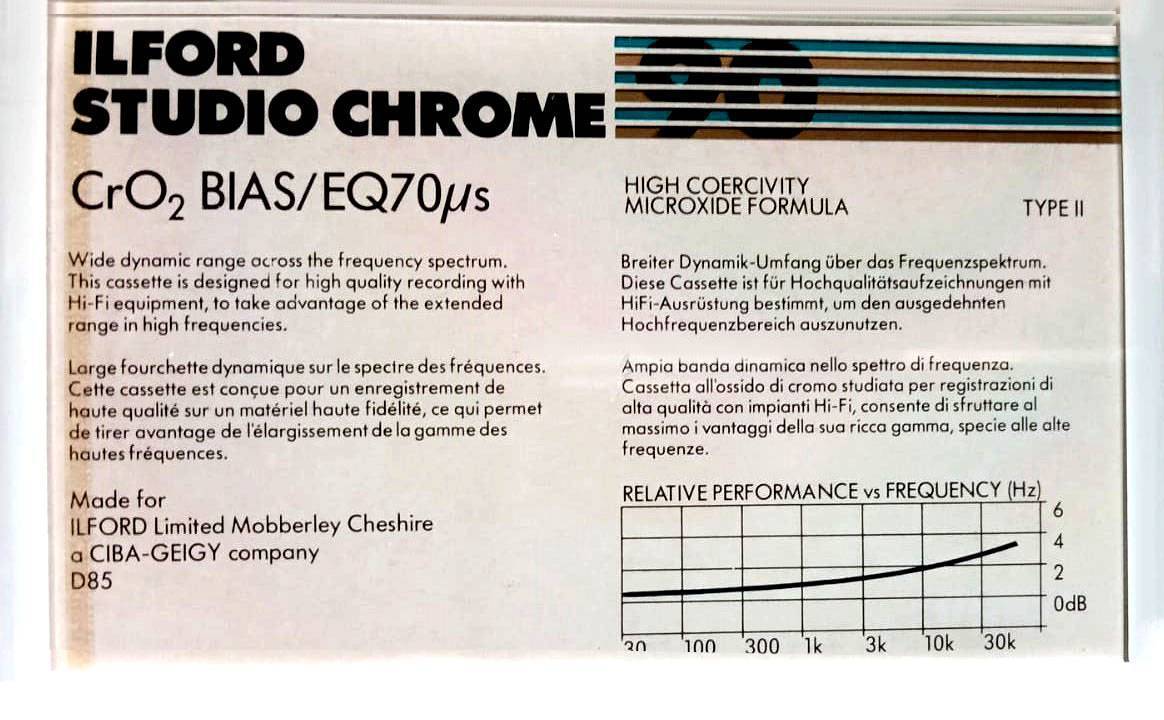 ILFORD
STUDIO CHROME 90
CrO₂ BIAS/EQ70µs
HIGH COERCIVITY
MICROXIDE FORMULA
TYPE II
Wide dynamic range across the frequency spectrum.
This cassette is designed for high quality recording with
Hi-Fi equipment, to take advantage of the extended
range in high frequencies.
Large fourchette dynamique sur le spectre des fréquences.
Cette cassette est conçue pour un enregistrement de
haute qualité sur un matériel haute fidélité, ce qui permet
de tirer avantage de l'élargissement de la gamme des
hautes fréquences.
Made for
ILFORD Limited Mobberley Cheshire
a CIBA-GEIGY company
D85
Breiter Dynamik-Umfang über das Frequenzspektrum.
Diese Cassette ist für Hochqualitätsaufzeichnungen mit
HiFi-Ausrüstung bestimmt, um den ausgedehnten
Hochfrequenzbereich auszunutzen.
Ampia banda dinamica nello spettro di frequenza.
Cassetta all'ossido di cromo studiata per registrazioni di
alta qualità con impianti Hi-Fi, consente di sfruttare al
massimo i vantaggi della sua ricca gamma, specie alle alte
frequenze.
RELATIVE PERFORMANCE vs FREQUENCY (Hz)
6
4
2
0dB
100 300 1k 3k 10k 30k